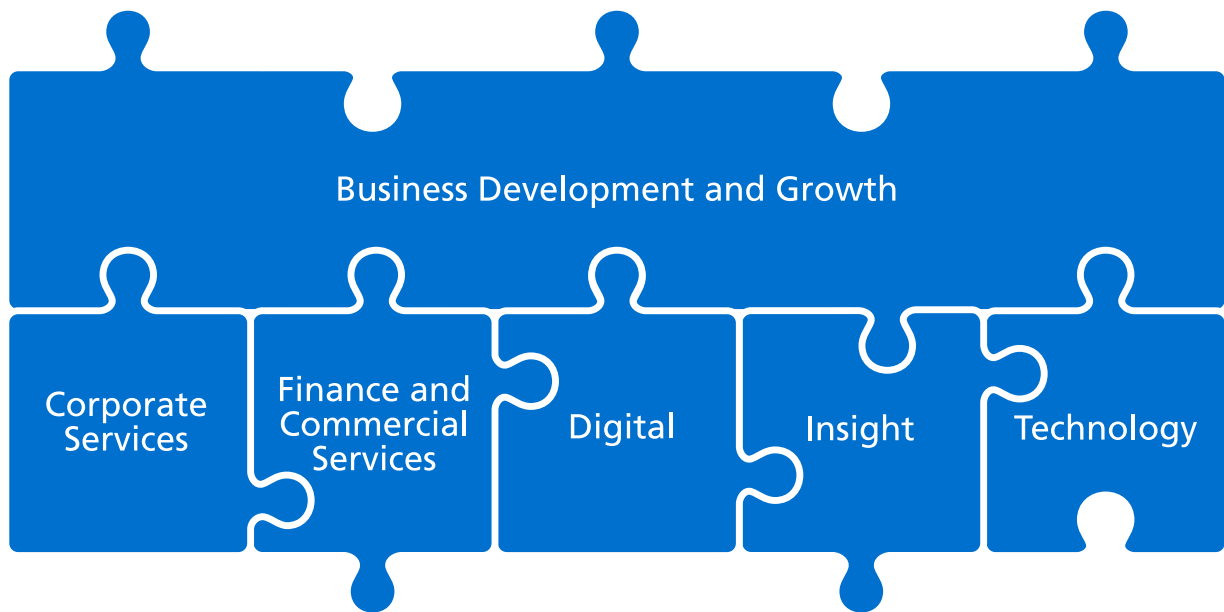 Business Development and Growth
Corporate
Services
Finance and
Commercial
Services
Digital
Insight
Technology